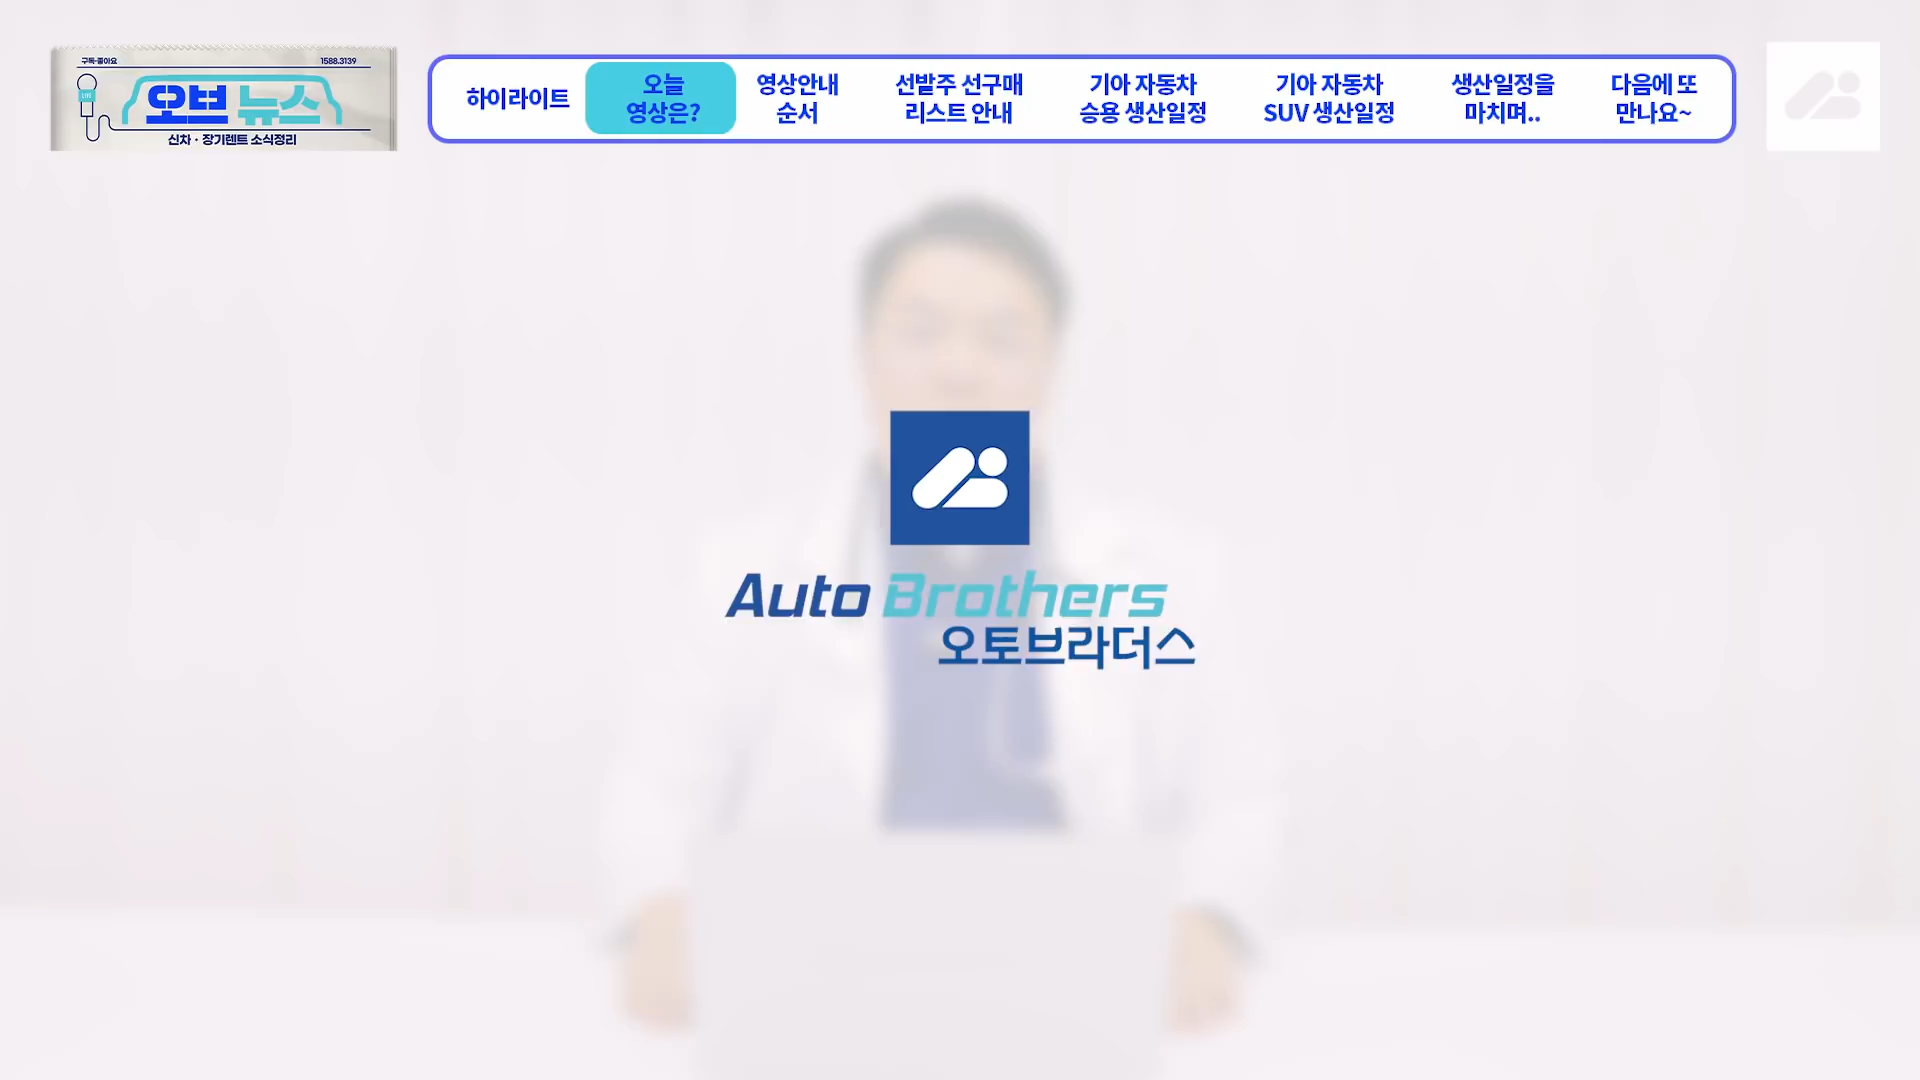 구독·좋아요
1588.3139
오브 뉴스
신차 · 장기렌트 소식정리
하이라이트
오늘
영상은?
영상안내
순서
선발주 선구매
리스트 안내
기아 자동차
승용 생산일정
기아 자동차
SUV 생산일정
생산일정을
마치며..
다음에 또
만나요~
Auto Brothers
오토브라더스